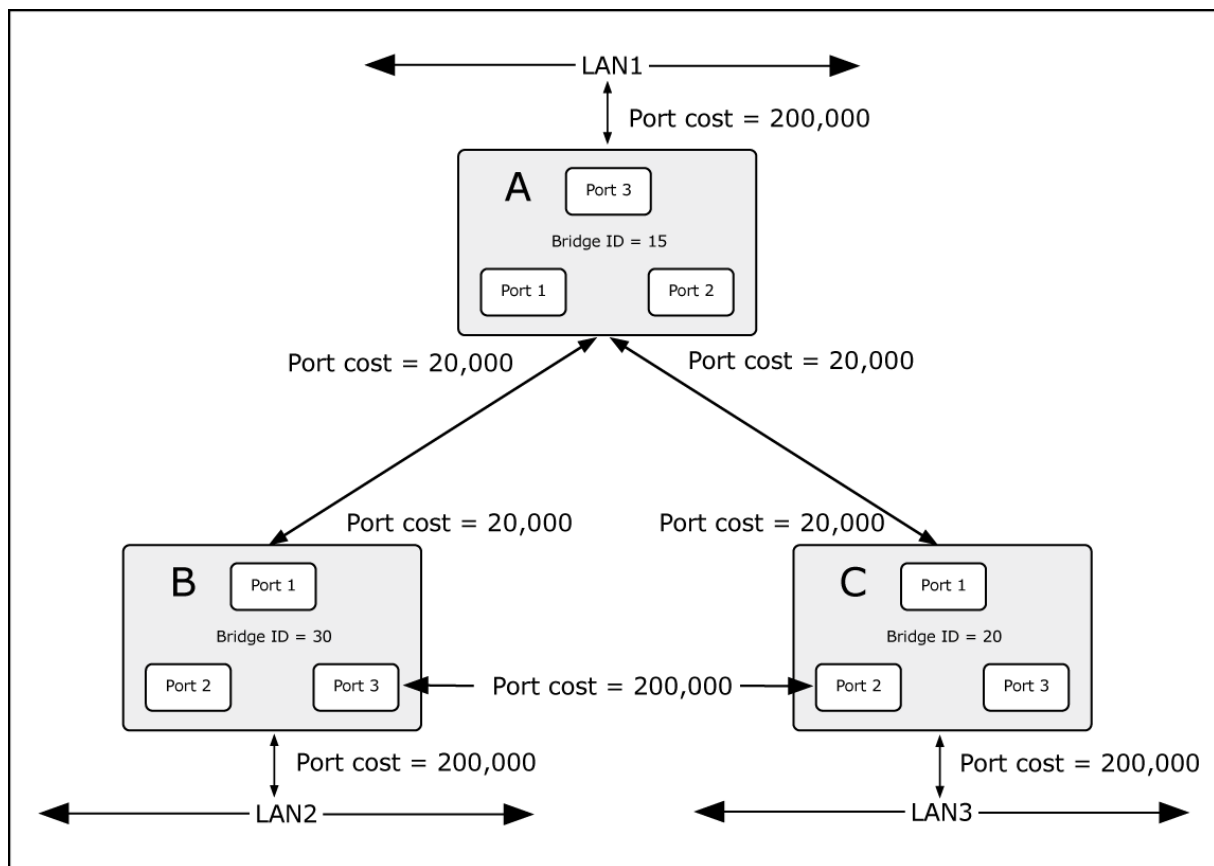 LAN1
Port cost = 200,000
A
Port 3
Bridge ID = 15
Port 1
Port 2
Port cost = 20,000
Port cost = 20,000
Port cost = 20,000
Port cost = 20,000
B
Port 1
Bridge ID = 30
Port 2
Port 3
C
Port 1
Bridge ID = 20
Port 2
Port 3
Port cost = 200,000
Port cost = 200,000
Port cost = 200,000
LAN2
LAN3